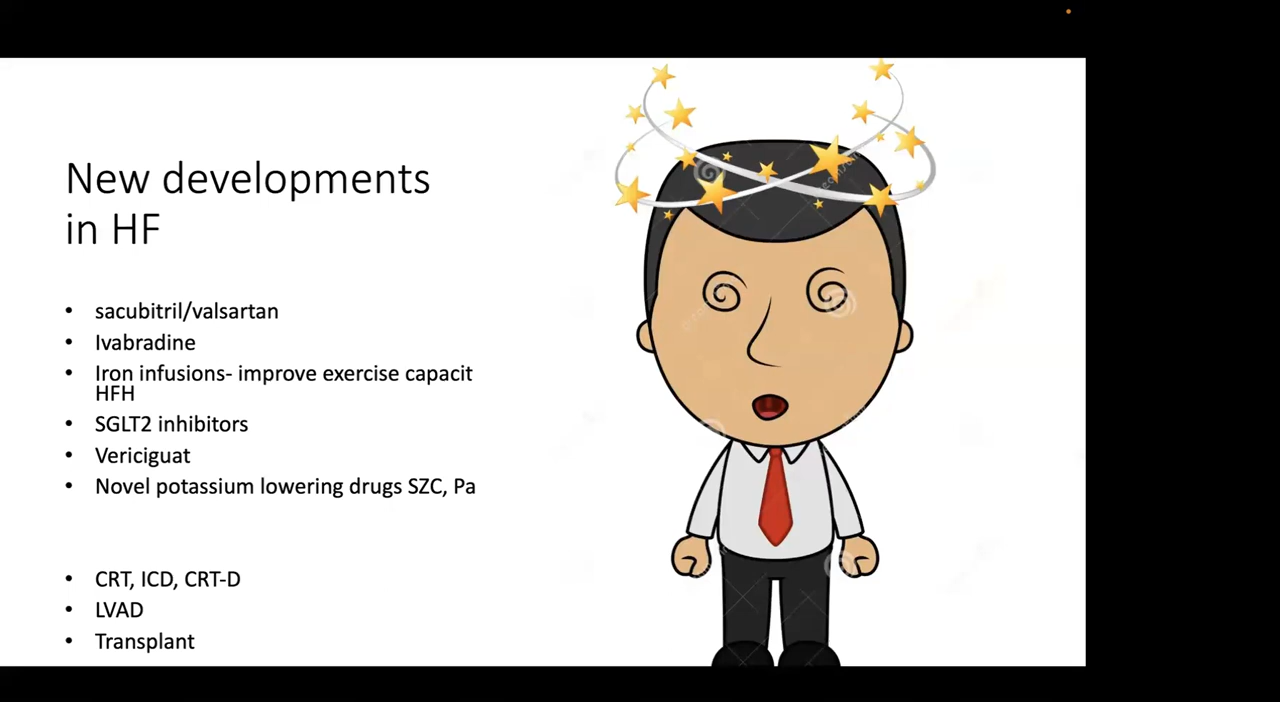 New developments
in HF
• sacubitril/valsartan
• Ivabradine
• Iron infusions- improve exercise capacit
HFH
• SGLT2 inhibitors
• Vericiguat
• Novel potassium lowering drugs SZC, Pa
• CRT, ICD, CRT-D
• LVAD
• Transplant